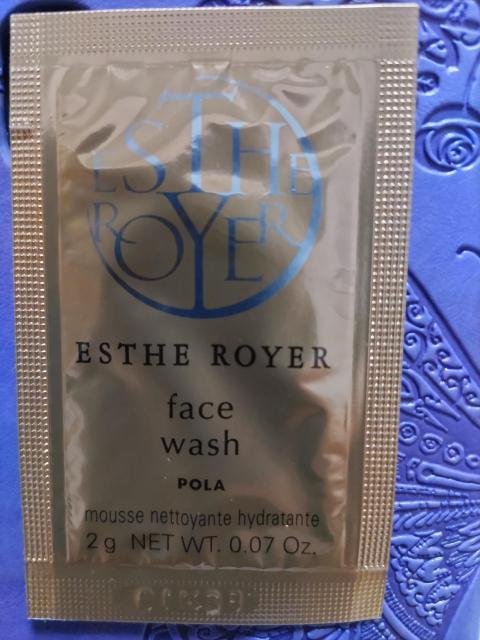 ESTHE
ROYER
ESTHE ROYER
face
wash
POLA
mousse nettoyante hydratante
2 g NET WT. 0.07 Oz.